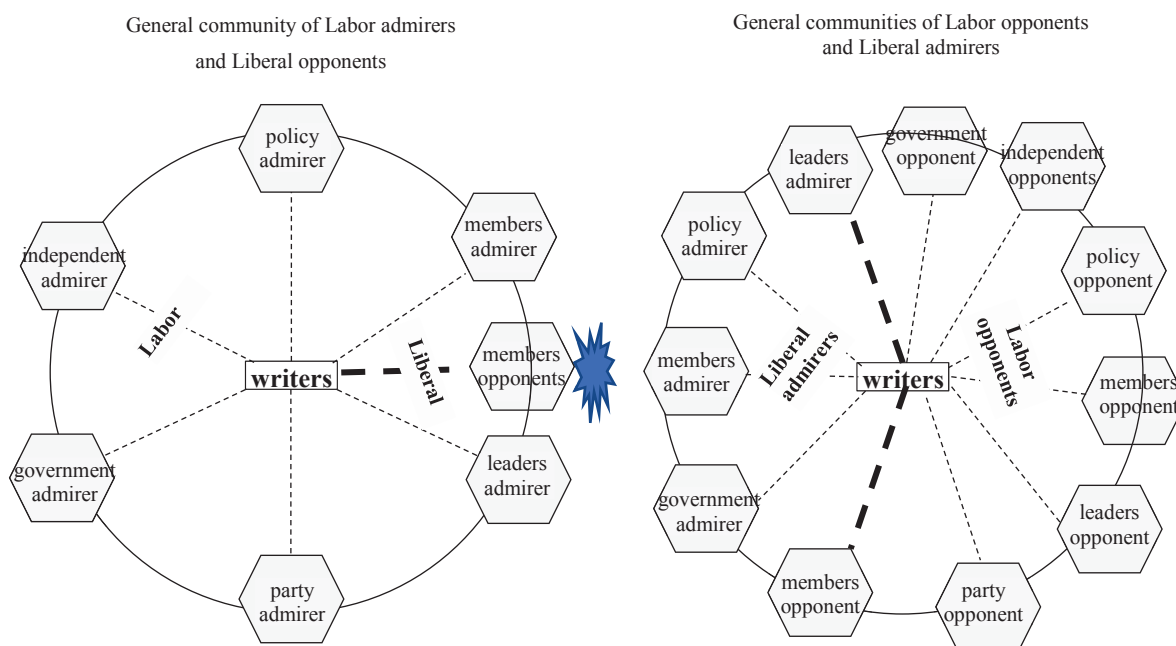 General community of Labor admirers
and Liberal opponents
policy
admirer
members
admirer
independent
admirer
Labor
Liberal
writers
members
opponents
government
admirer
leaders
admirer
party
admirer
General communities of Labor opponents
and Liberal admirers
leaders
admirer
government
opponent
independent
opponents
policy
admirer
policy
opponent
members
admirer
Liberal
admirers
writers
Labor
opponents
members
opponent
government
admirer
leaders
opponent
members
opponent
party
opponent